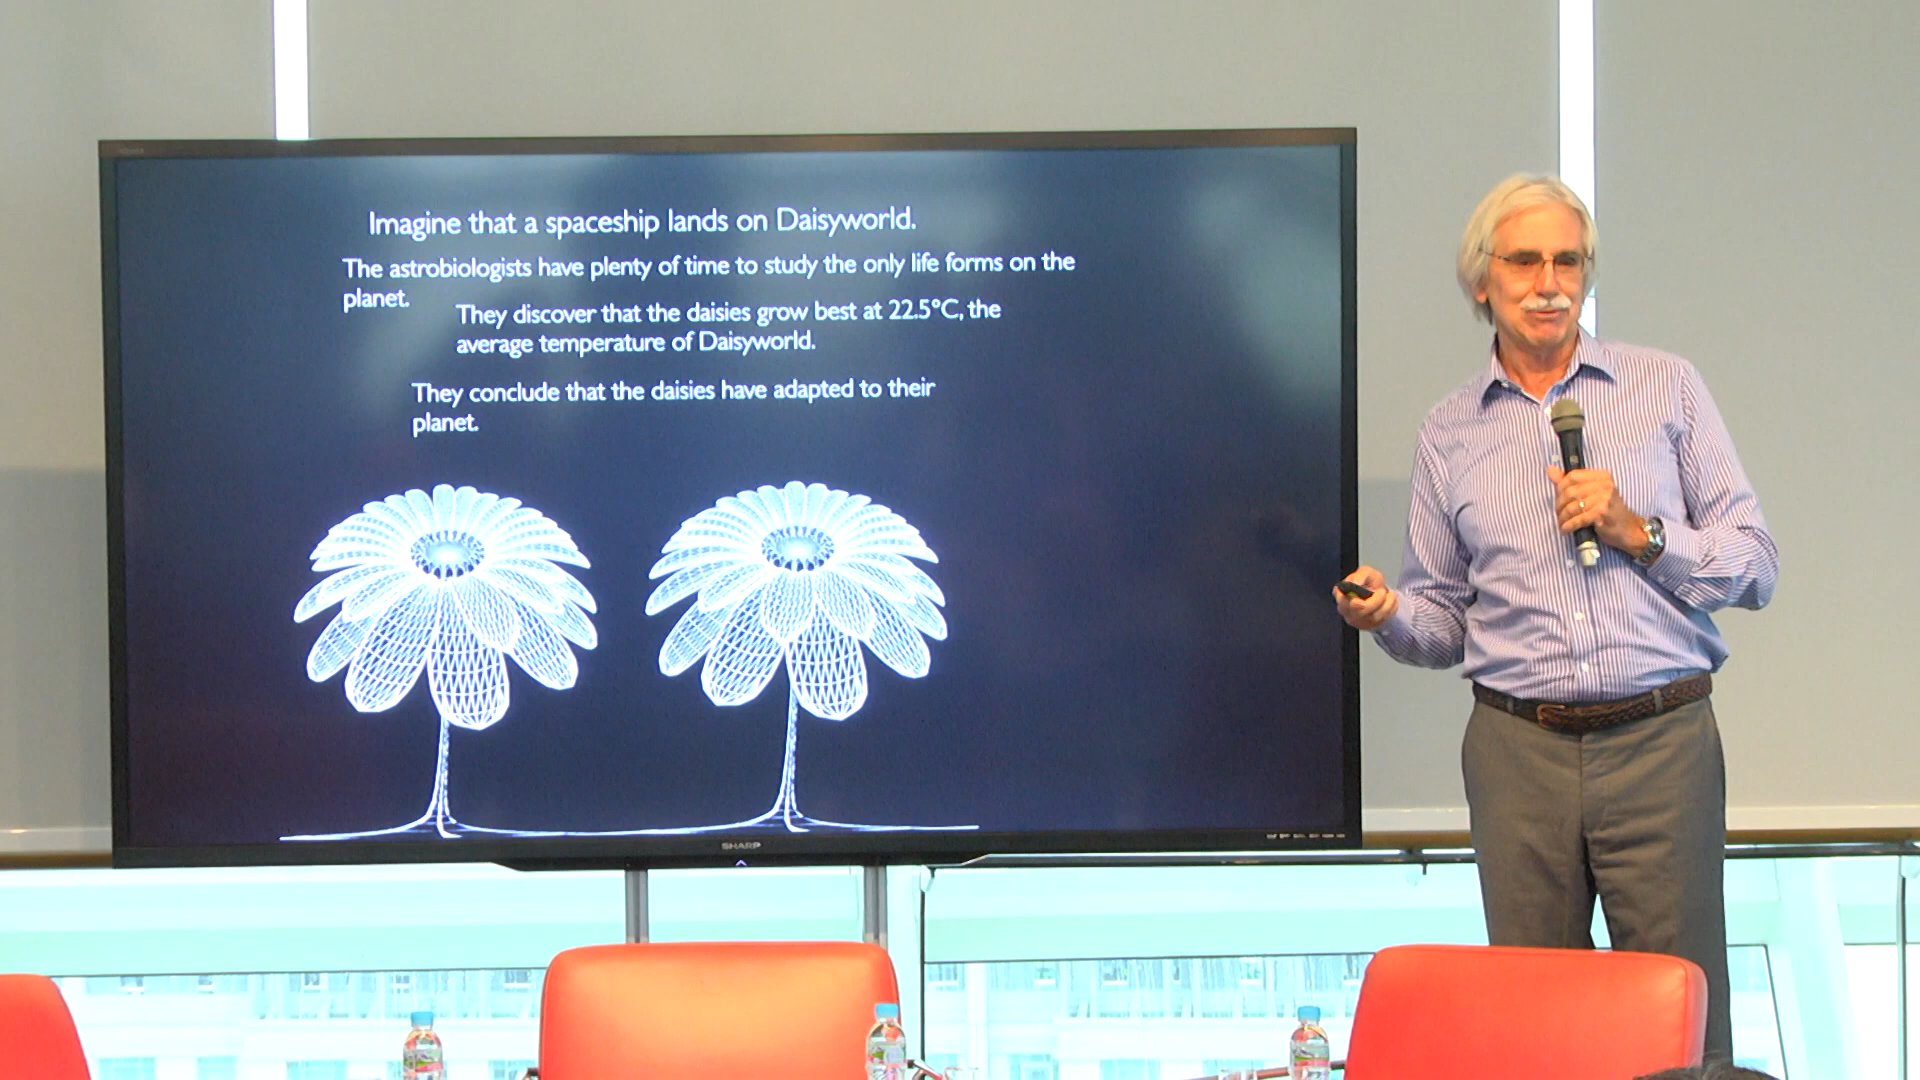 Imagine that a spaceship lands on Daisyworld.
The astrobiologists have plenty of time to study the only life forms on the
planet.
They discover that the daisies grow best at 22.5°C, the
average temperature of Daisyworld.
They conclude that the daisies have adapted to their
planet.
SHARP